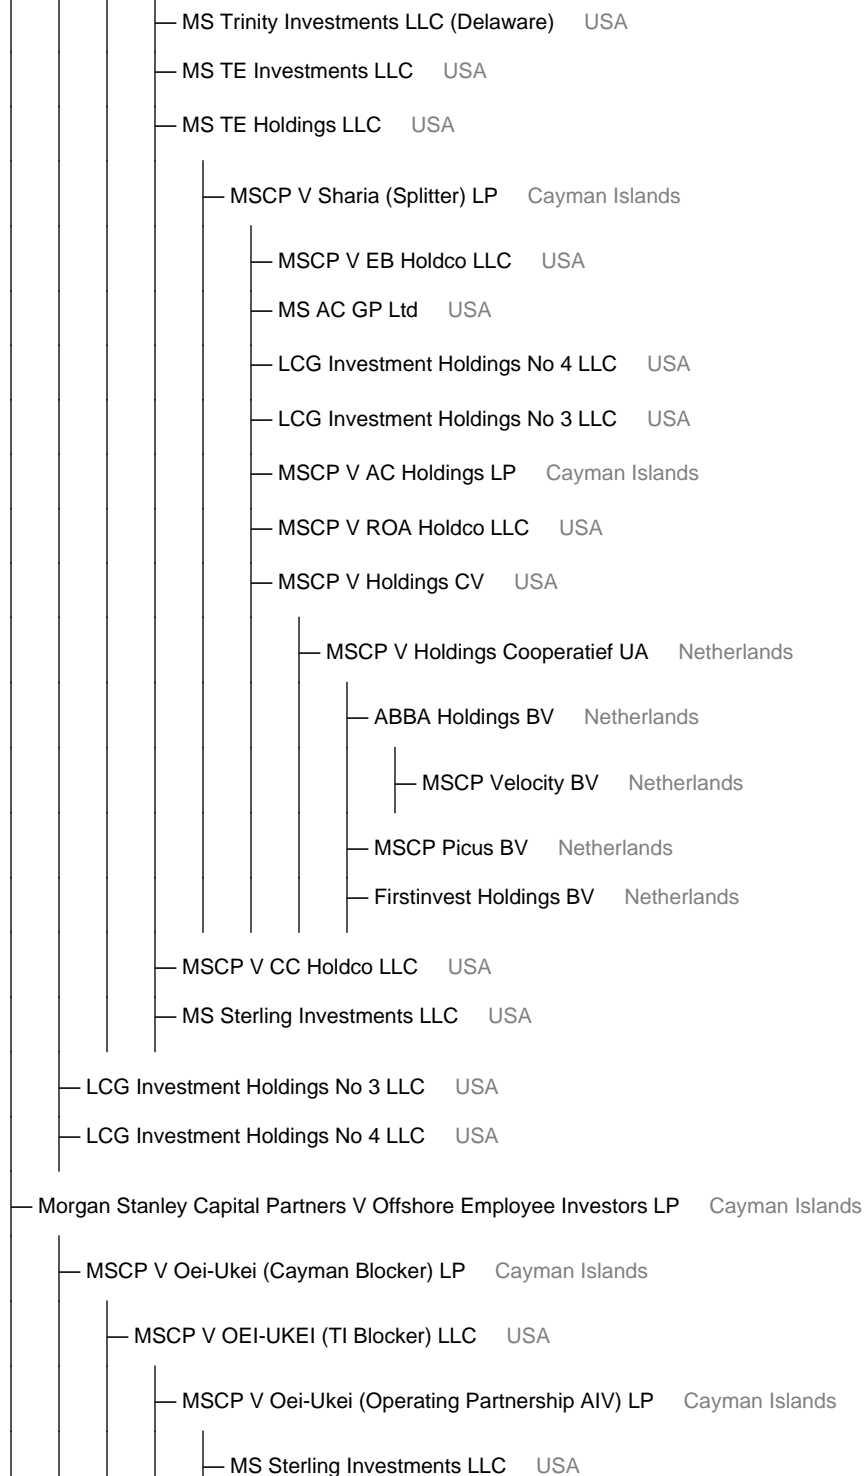 MS Trinity Investments LLC (Delaware) USA
MS TE Investments LLC USA
MS TE Holdings LLC USA
MSCP V Sharia (Splitter) LP Cayman Islands
MSCP V EB Holdco LLC USA
MS AC GP Ltd USA
LCG Investment Holdings No 4 LLC USA
LCG Investment Holdings No 3 LLC USA
MSCP V AC Holdings LP Cayman Islands
MSCP V ROA Holdco LLC USA
MSCP V Holdings CV USA
MSCP V Holdings Cooperatief UA Netherlands
ABBA Holdings BV Netherlands
MSCP Velocity BV Netherlands
MSCP Picus BV Netherlands
Firstinvest Holdings BV Netherlands
MSCP V CC Holdco LLC USA
MS Sterling Investments LLC USA
LCG Investment Holdings No 3 LLC USA
LCG Investment Holdings No 4 LLC USA
Morgan Stanley Capital Partners V Offshore Employee Investors LP Cayman Islands
MSCP V Oei-Ukei (Cayman Blocker) LP Cayman Islands
MSCP V OEI-UKEI (TI Blocker) LLC USA
MSCP V Oei-Ukei (Operating Partnership AIV) LP Cayman Islands
MS Sterling Investments LLC USA